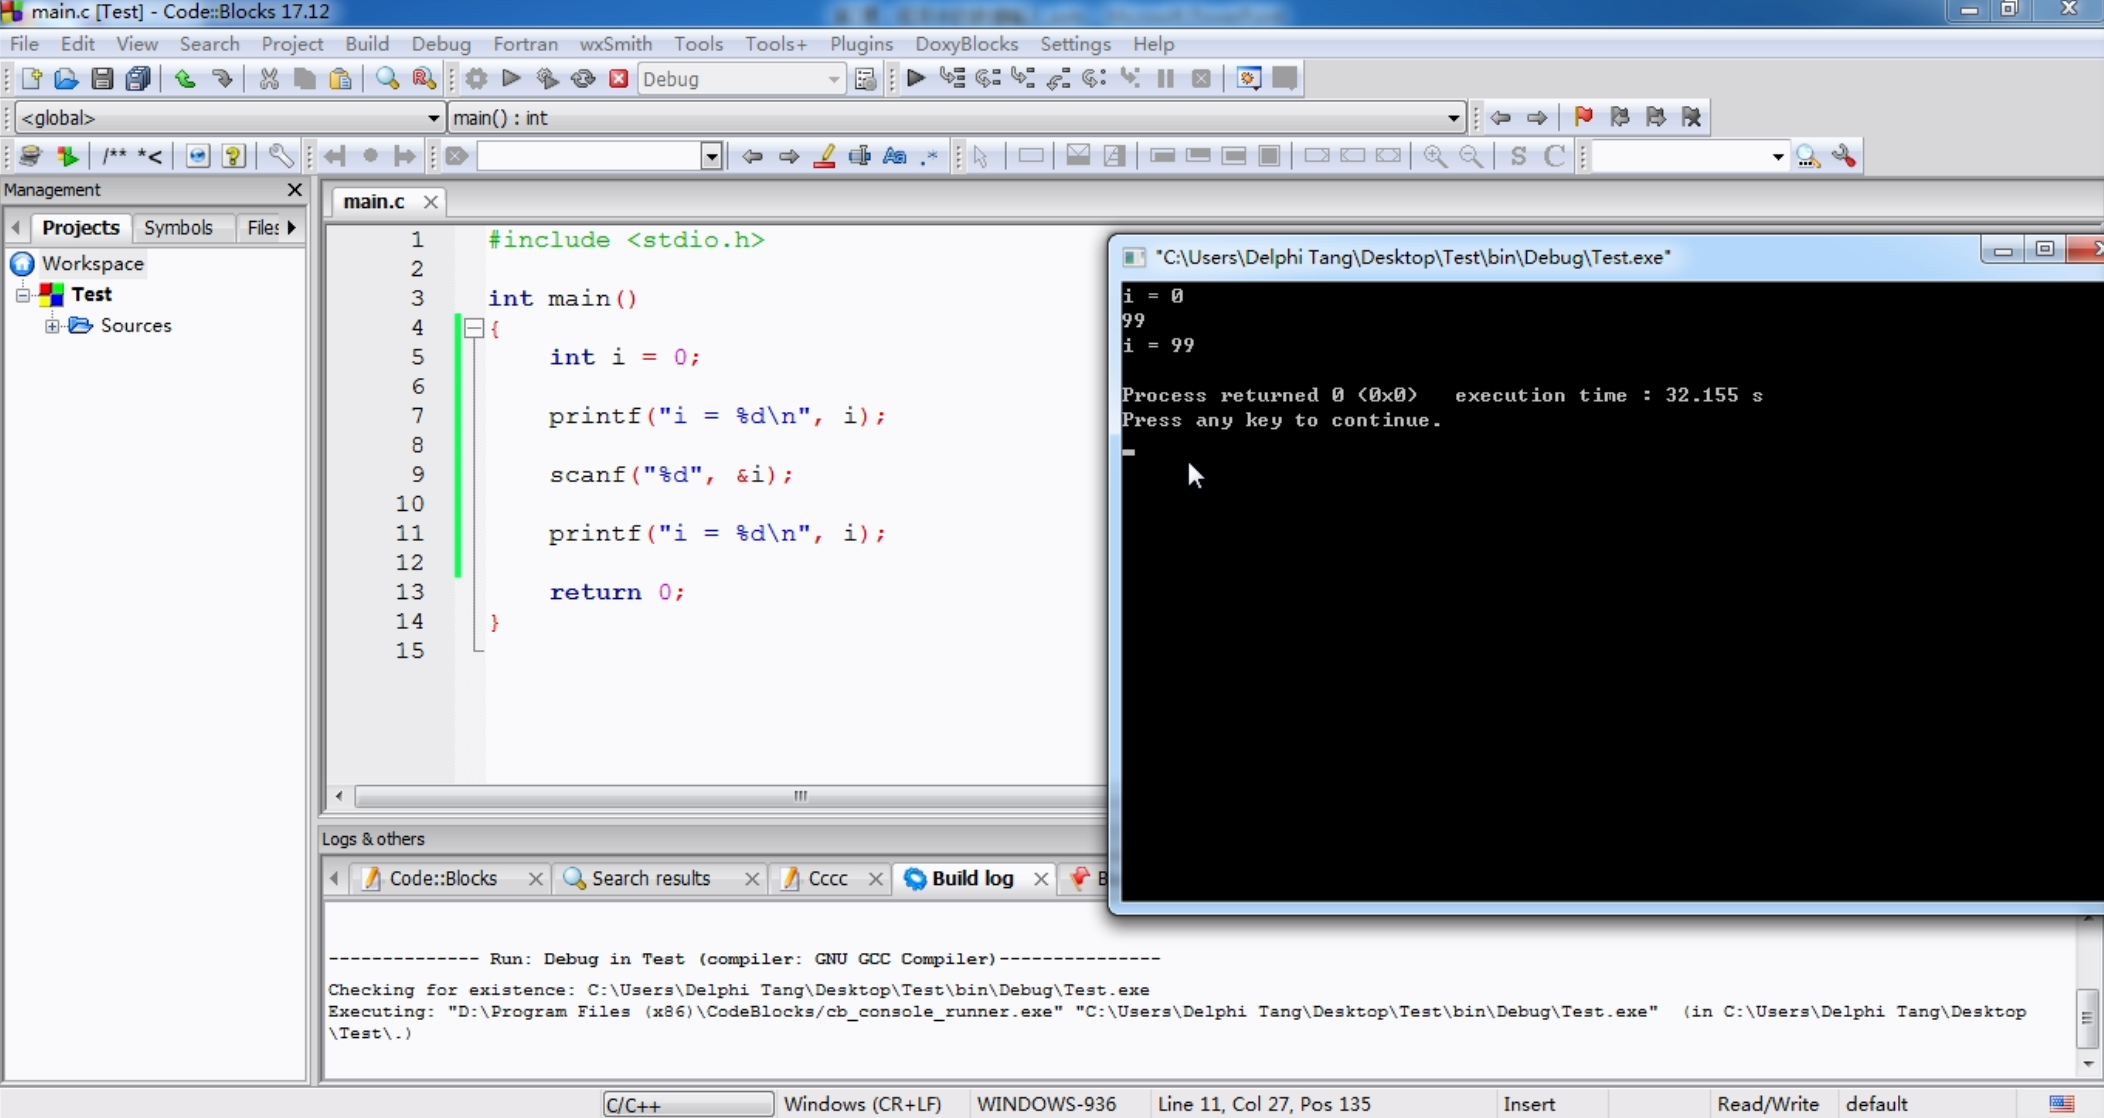 main.c [Test] - Code::Blocks 17.12
File Edit View Search Project Build Debug Fortran wxSmith Tools Tools+ Plugins DoxyBlocks Settings Help
Debug
<global> main() : int
/** *<
S C
Management
Projects Symbols Files
Workspace
Test
Sources
main.c
1 #include <stdio.h>
2
3 int main()
4 {
5 int i = 0;
6
7 printf("i = %d\n", i);
8
9 scanf("%d", &i);
10
11 printf("i = %d\n", i);
12
13 return 0;
14 }
15
"C:\Users\Delphi Tang\Desktop\Test\bin\Debug\Test.exe"
i = 0
99
i = 99
Process returned 0 (0x0)   execution time : 32.155 s
Press any key to continue.
Logs & others
Code::Blocks Search results Cccc Build log B
-------------- Run: Debug in Test (compiler: GNU GCC Compiler)---------------
Checking for existence: C:\Users\Delphi Tang\Desktop\Test\bin\Debug\Test.exe
Executing: "D:\Program Files (x86)\CodeBlocks/cb_console_runner.exe" "C:\Users\Delphi Tang\Desktop\Test\bin\Debug\Test.exe"  (in C:\Users\Delphi Tang\Desktop
\Test\.)
C/C++ Windows (CR+LF) WINDOWS-936 Line 11, Col 27, Pos 135 Insert Read/Write default